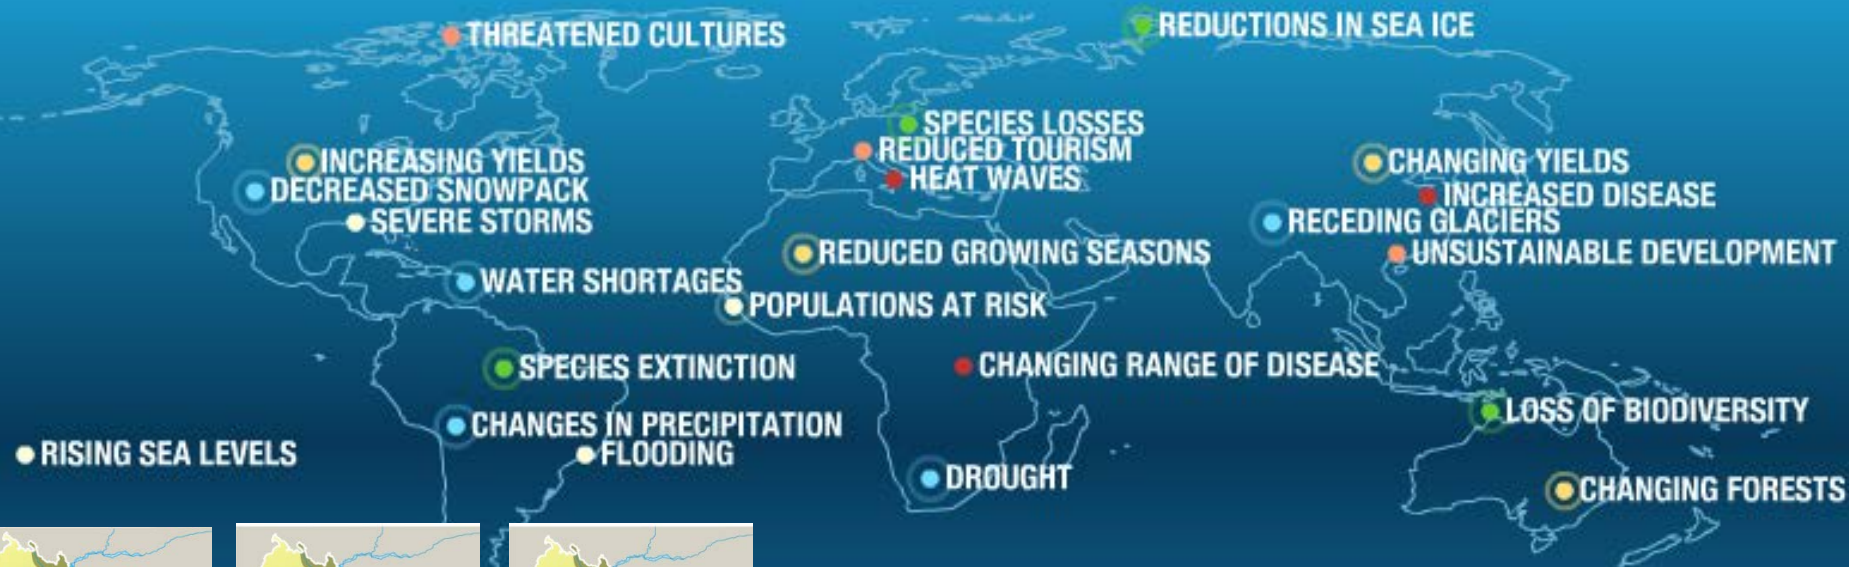 REDUCTIONS IN SEA ICE
THREATENED CULTURES
SPECIES LOSSES
REDUCED TOURISM
HEAT WAVES
INCREASING YIELDS
DECREASED SNOWPACK
SEVERE STORMS
CHANGING YIELDS
INCREASED DISEASE
RECEDING GLACIERS
UNSUSTAINABLE DEVELOPMENT
REDUCED GROWING SEASONS
WATER SHORTAGES
POPULATIONS AT RISK
SPECIES EXTINCTION
CHANGING RANGE OF DISEASE
LOSS OF BIODIVERSITY
CHANGES IN PRECIPITATION
RISING SEA LEVELS
FLOODING
DROUGHT
CHANGING FORESTS